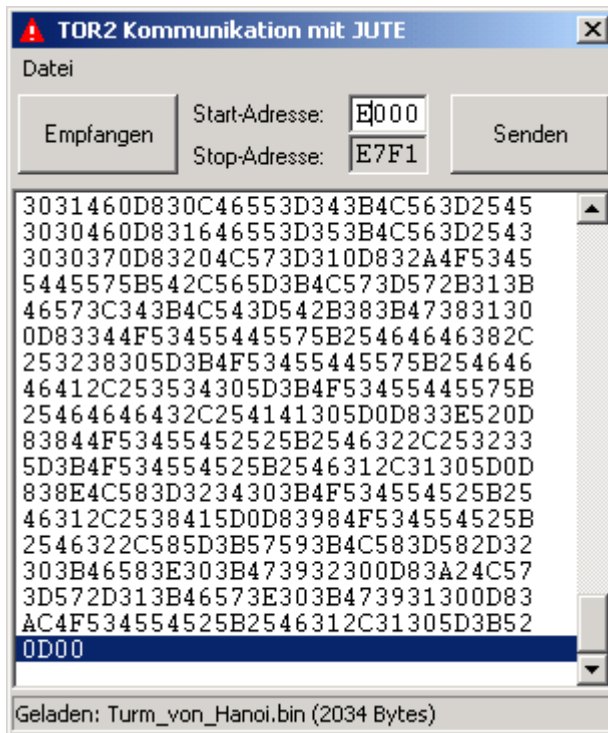 TOR2 Kommunikation mit JUTE
Datei
Empfangen
Start-Adresse: E000
Stop-Adresse: E7F1
Senden
3031460D830C46553D343B4C563D2545
3030460D831646553D353B4C563D2543
3030370D83204C573D310D832A4F5345
5445575B542C565D3B4C573D572B313B
46573C343B4C543D542B383B47383130
0D83344F53455445575B25464646382C
253238305D3B4F53455445575B254646
46412C253534305D3B4F53455445575B
25464646432C254141305D0D833E520D
83844F534554452525B2546322C253233
5D3B4F534554525B2546312C31305D0D
838E4C583D3234303B4F534554525B25
46312C2538415D0D83984F534554525B
2546322C585D3B57593B4C583D582D32
303B46583E303B473932300D83A24C57
3D572D313B46573E303B473931300D83
AC4F534554525B2546312C31305D3B52
0D00
Geladen: Turm_von_Hanoi.bin (2034 Bytes)